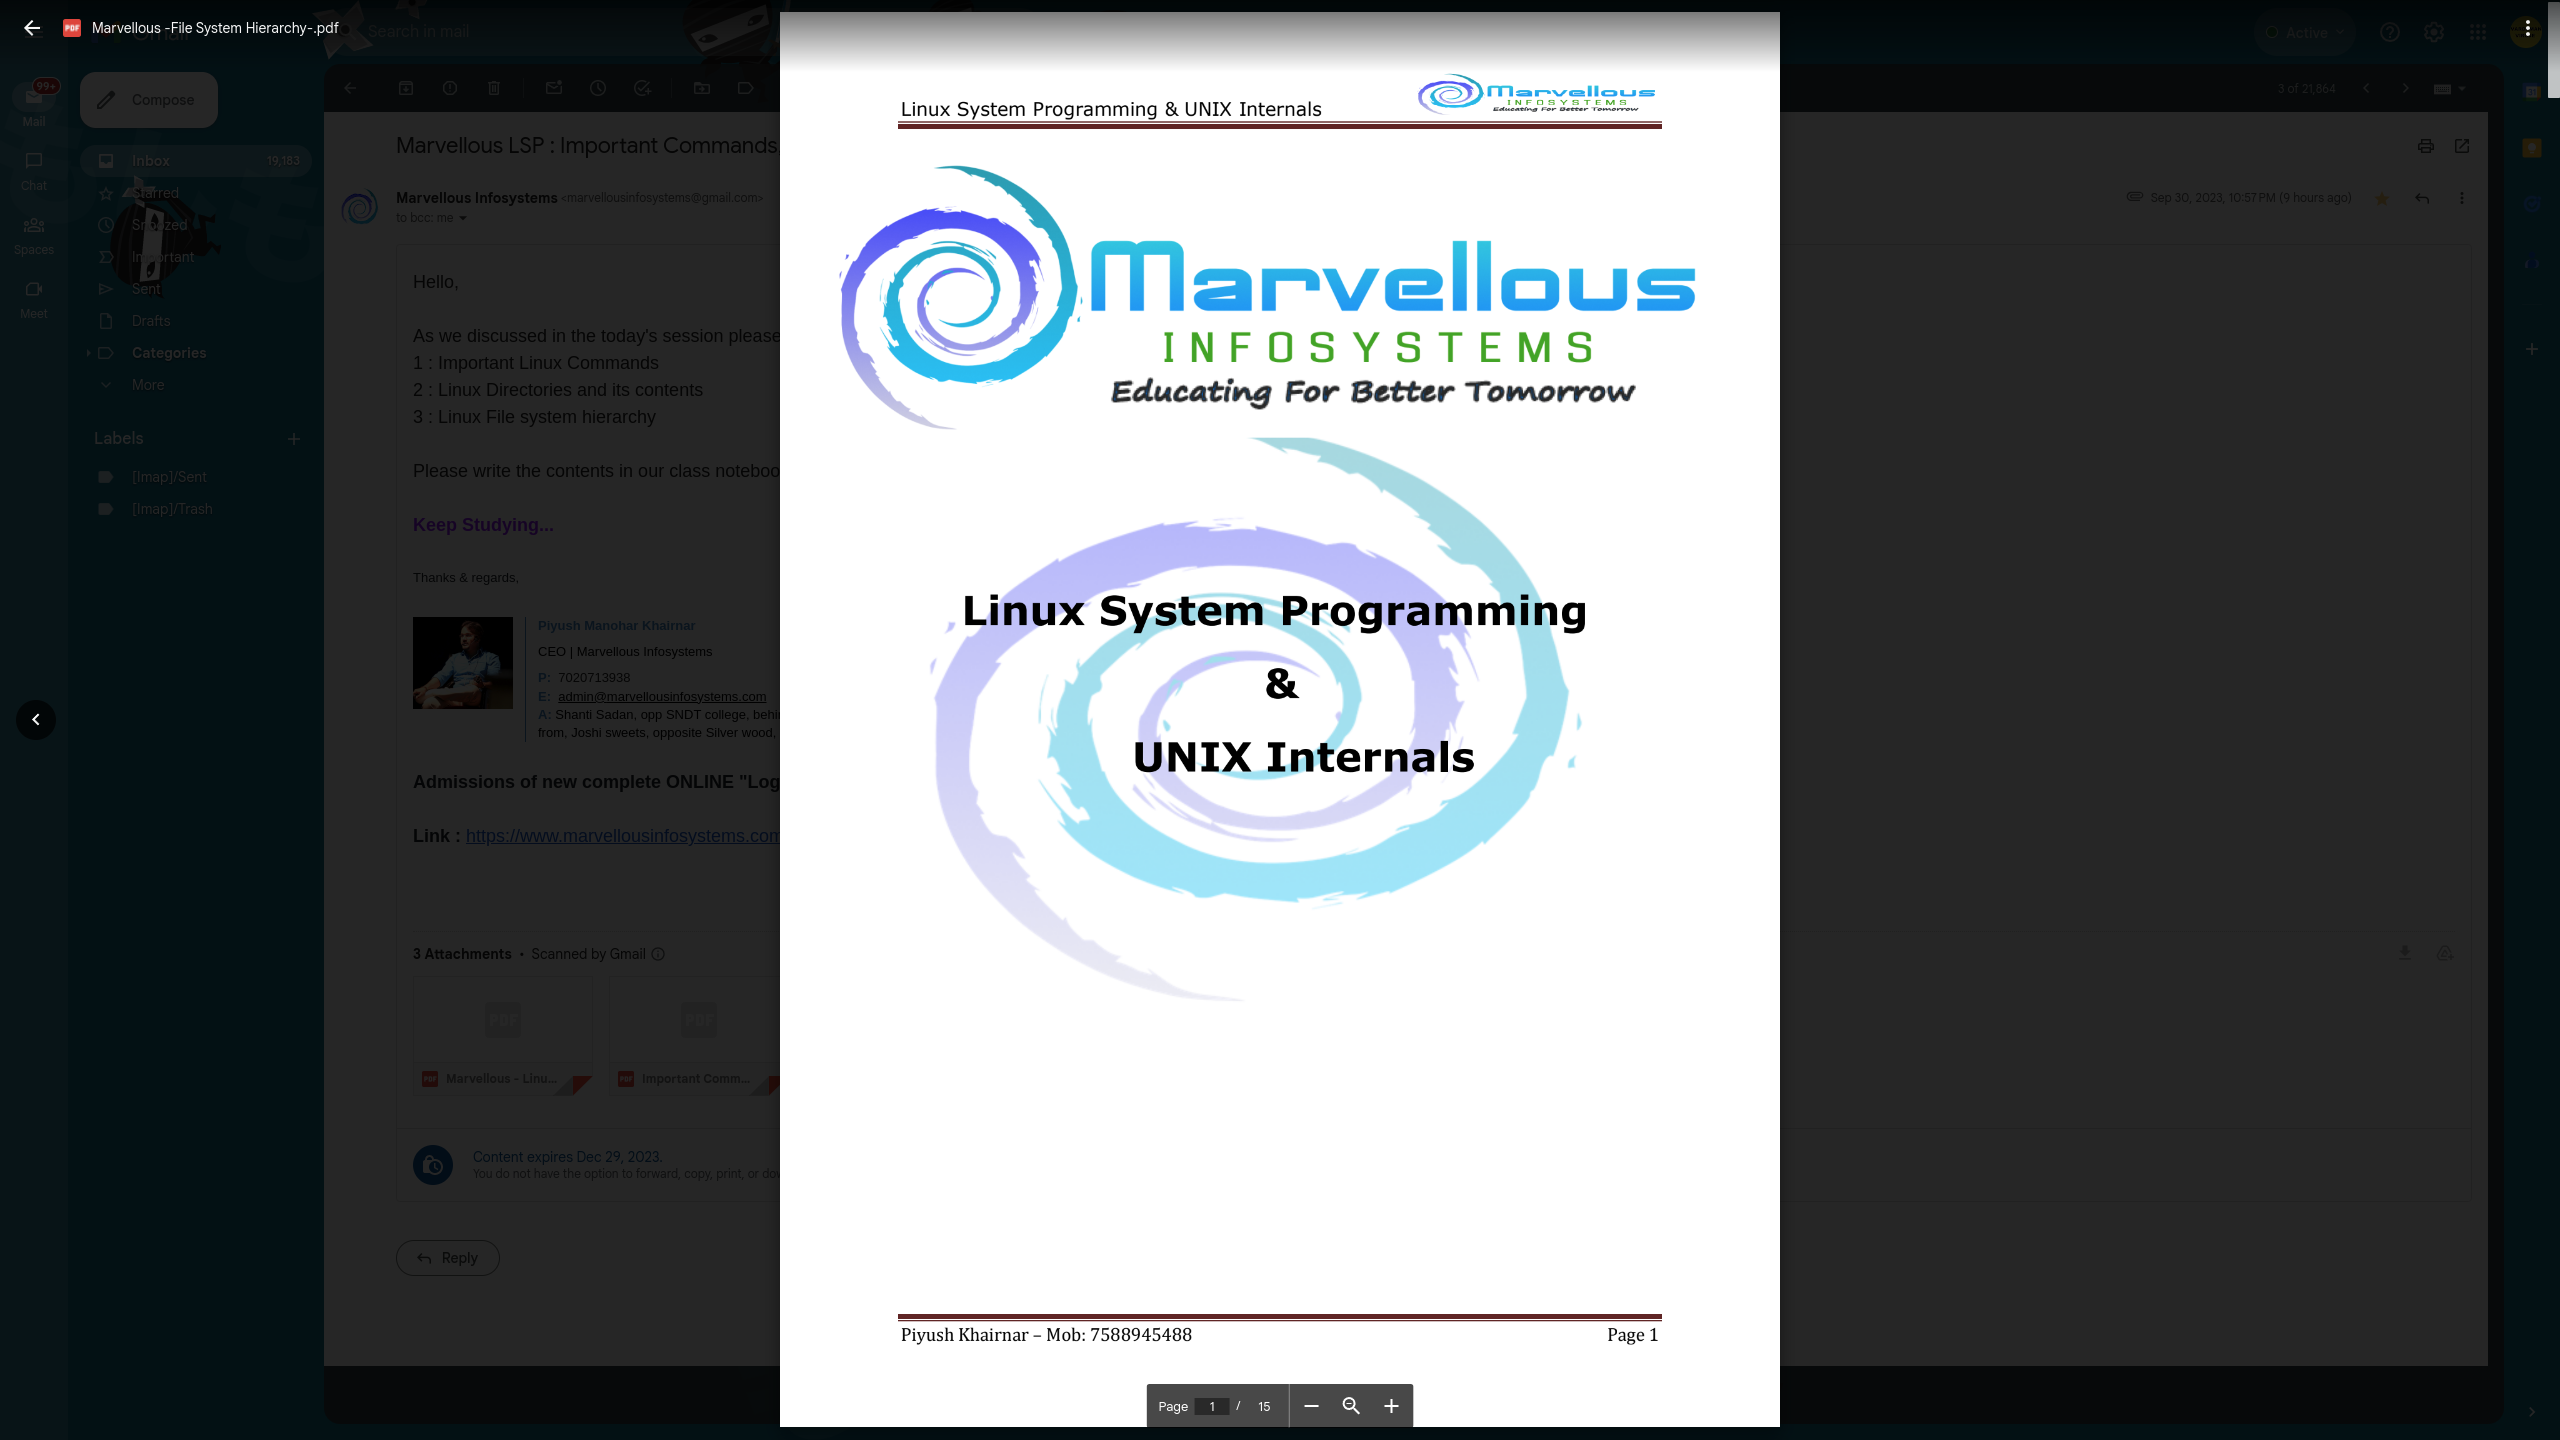 Marvellous -File System Hierarchy-.pdf
Search in mail
Active
99+
Mail
Chat
Spaces
Meet
Compose
Inbox 19,183
Starred
Snoozed
Important
Sent
Drafts
Categories
More
Labels
[Imap]/Sent
[Imap]/Trash
3 of 21,864
Marvellous LSP : Important Commands
Marvellous Infosystems <marvellousinfosystems@gmail.com>
to bcc: me
Sep 30, 2023, 10:57 PM (9 hours ago)
Hello,
As we discussed in the today's session please
1 : Important Linux Commands
2 : Linux Directories and its contents
3 : Linux File system hierarchy
Please write the contents in our class
Keep Studying...
Thanks & regards,
Piyush Manohar Khairnar
CEO | Marvellous Infosystems
P: 7020713938
E: admin@marvellousinfosystems.com
A: Shanti Sadan, opp SNDT college,
from, Joshi sweets, opposite Silver wood,
Admissions of new complete ONLINE
Link : https://www.marvellousinfosystems.com
3 Attachments • Scanned by Gmail
PDF
PDF
PDF Marvellous - Linu...
PDF Important Comm...
Content expires Dec 29, 2023.
You do not have the option to forward, copy, print, or
Reply
Linux System Programming & UNIX Internals
Marvellous
INFOSYSTEMS
Educating For Better Tomorrow
Marvellous
INFOSYSTEMS
Educating For Better Tomorrow
Linux System Programming
&
UNIX Internals
Piyush Khairnar – Mob: 7588945488
Page 1
Page 1 / 15